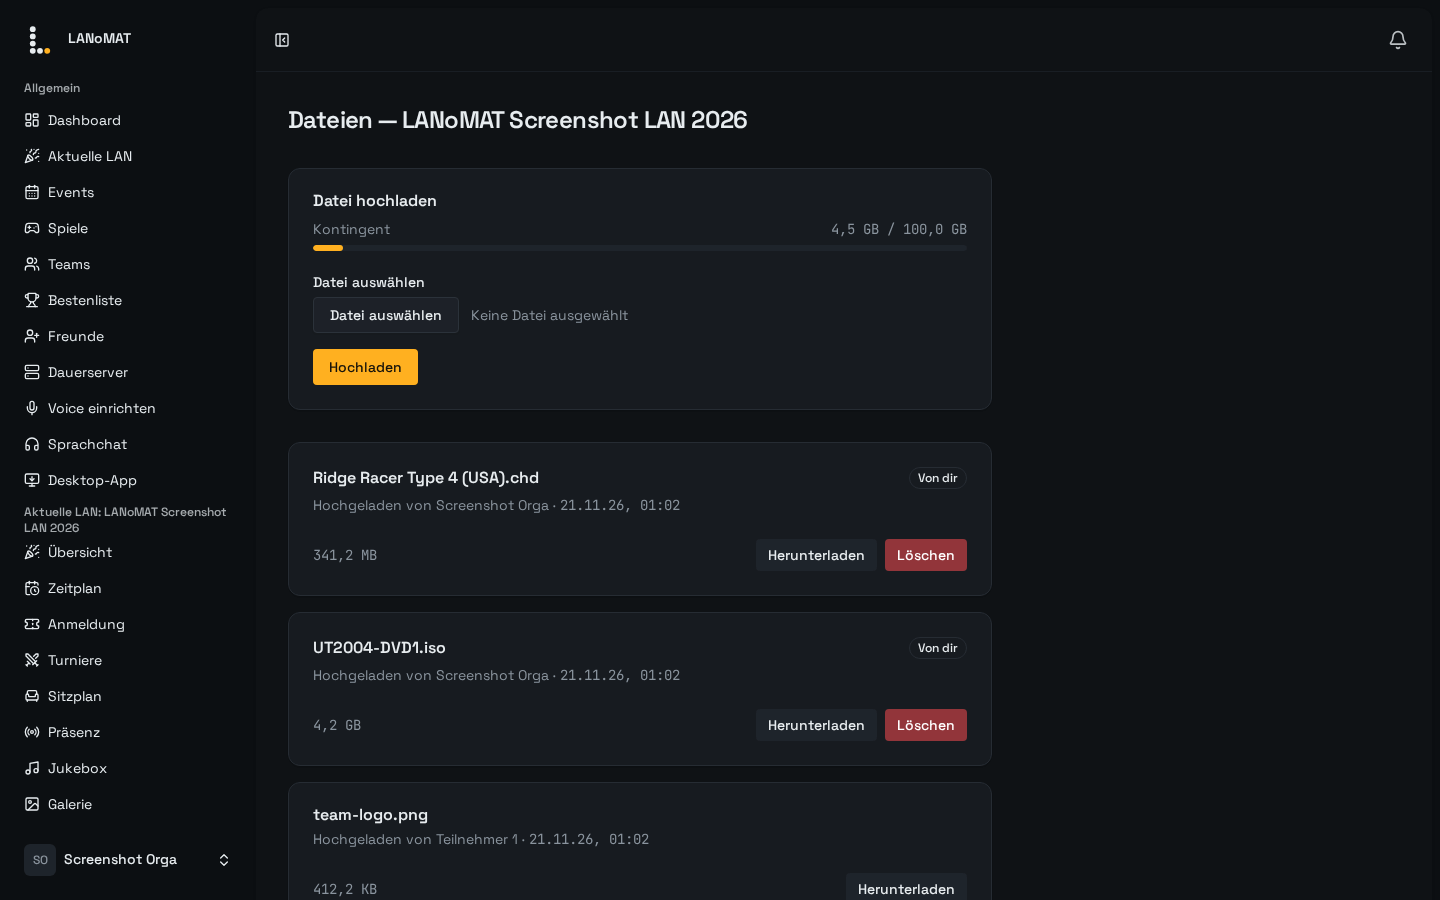 LANoMAT
Allgemein
Dashboard
Aktuelle LAN
Events
Spiele
Teams
Bestenliste
Freunde
Dauerserver
Voice einrichten
Sprachchat
Desktop-App
Aktuelle LAN: LANoMAT Screenshot
LAN 2026
Übersicht
Zeitplan
Anmeldung
Turniere
Sitzplan
Präsenz
Jukebox
Galerie
SO Screenshot Orga
Dateien — LANoMAT Screenshot LAN 2026
Datei hochladen
Kontingent 4,5 GB / 100,0 GB
Datei auswählen
Datei auswählen Keine Datei ausgewählt
Hochladen
Ridge Racer Type 4 (USA).chd Von dir
Hochgeladen von Screenshot Orga · 21.11.26, 01:02
341,2 MB Herunterladen Löschen
UT2004-DVD1.iso Von dir
Hochgeladen von Screenshot Orga · 21.11.26, 01:02
4,2 GB Herunterladen Löschen
team-logo.png
Hochgeladen von Teilnehmer 1 · 21.11.26, 01:02
412,2 KB Herunterladen